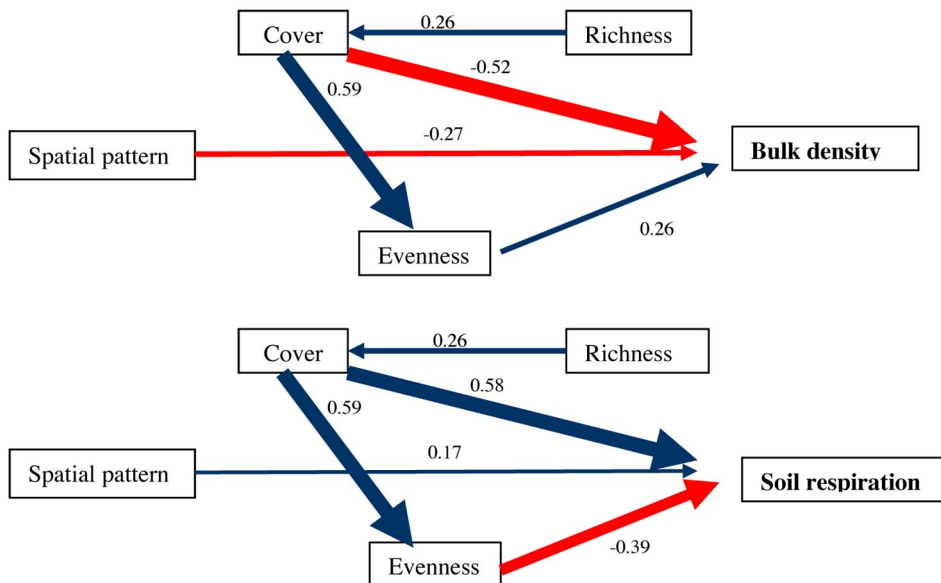 Cover
0.26
Richness
-0.52
0.59
-0.27
Spatial pattern
Bulk density
0.26
Evenness
Cover
0.26
Richness
0.58
0.59
0.17
Spatial pattern
Soil respiration
-0.39
Evenness